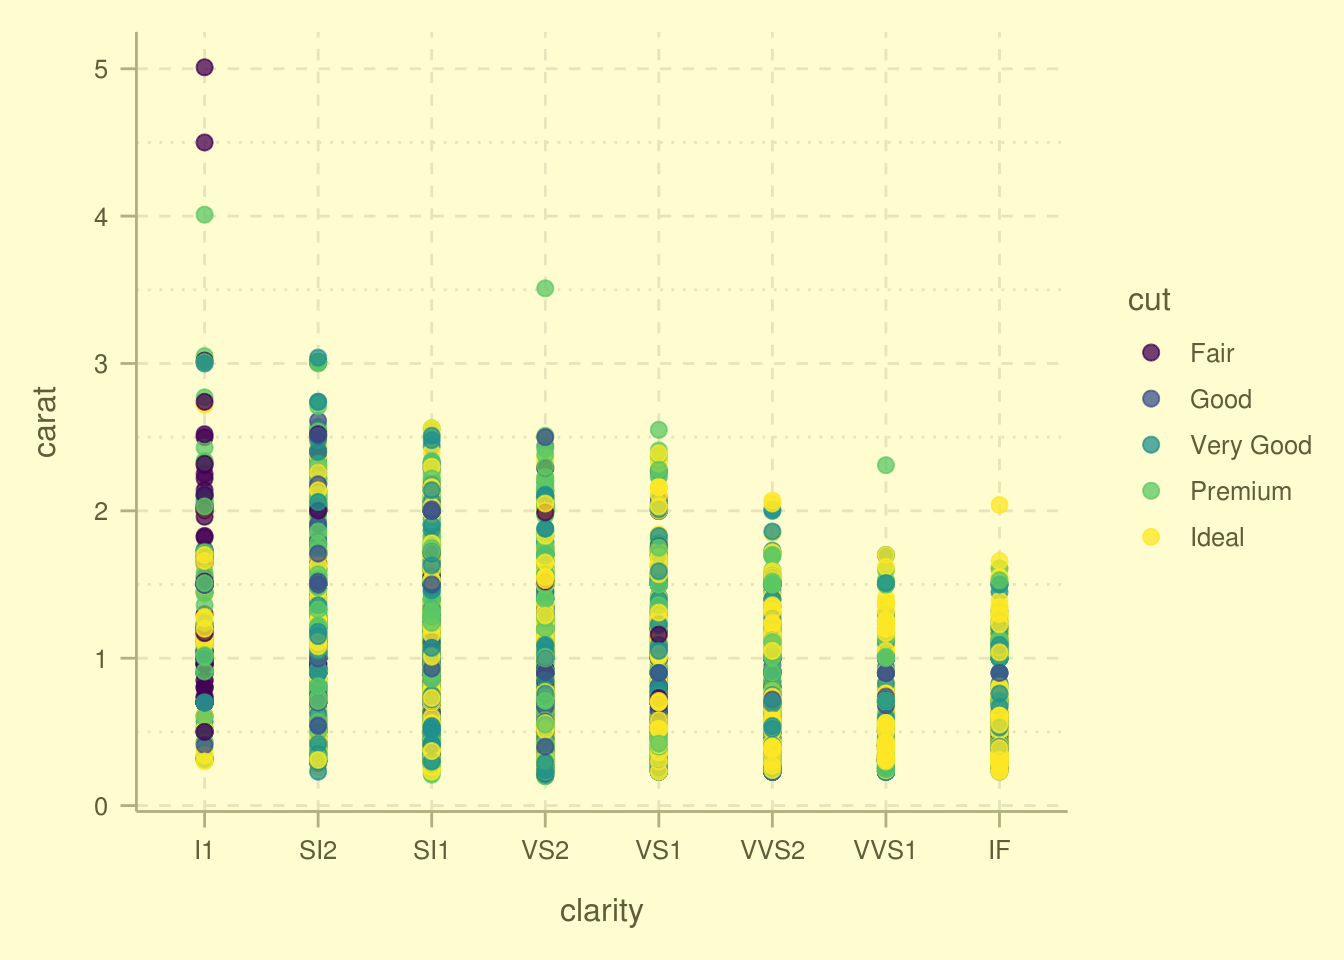 5
4
3
2
1
0
carat
I1 SI2 SI1 VS2 VS1 VVS2 VVS1 IF
clarity
cut
Fair
Good
Very Good
Premium
Ideal